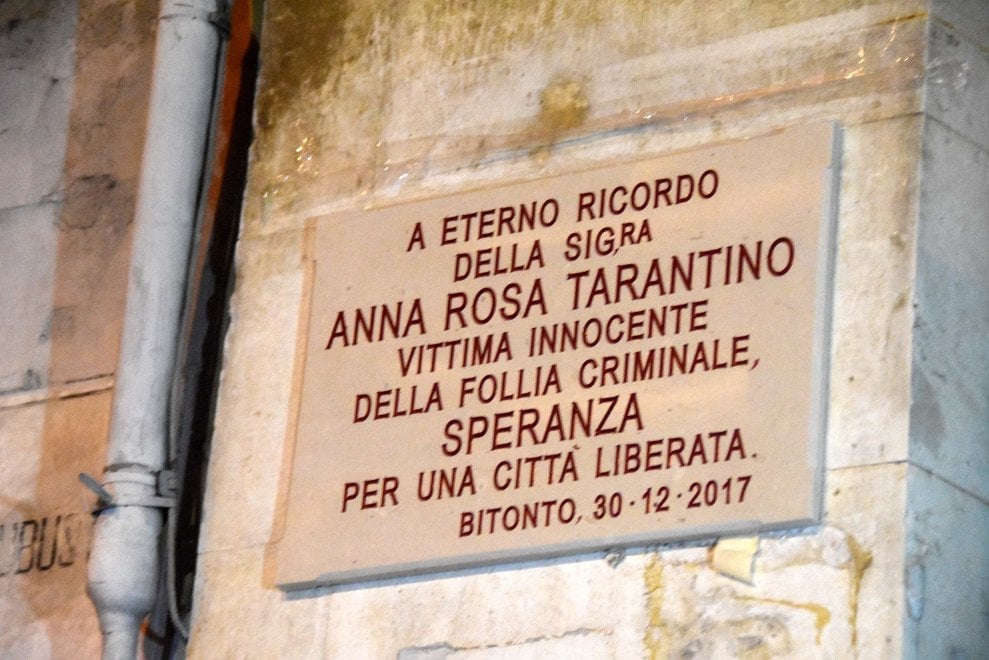 A ETERNO RICORDO
DELLA SIG,RA
ANNA ROSA TARANTINO
VITTIMA INNOCENTE
DELLA FOLLIA CRIMINALE,
SPERANZA
PER UNA CITTÀ LIBERATA.
BITONTO, 30·12·2017